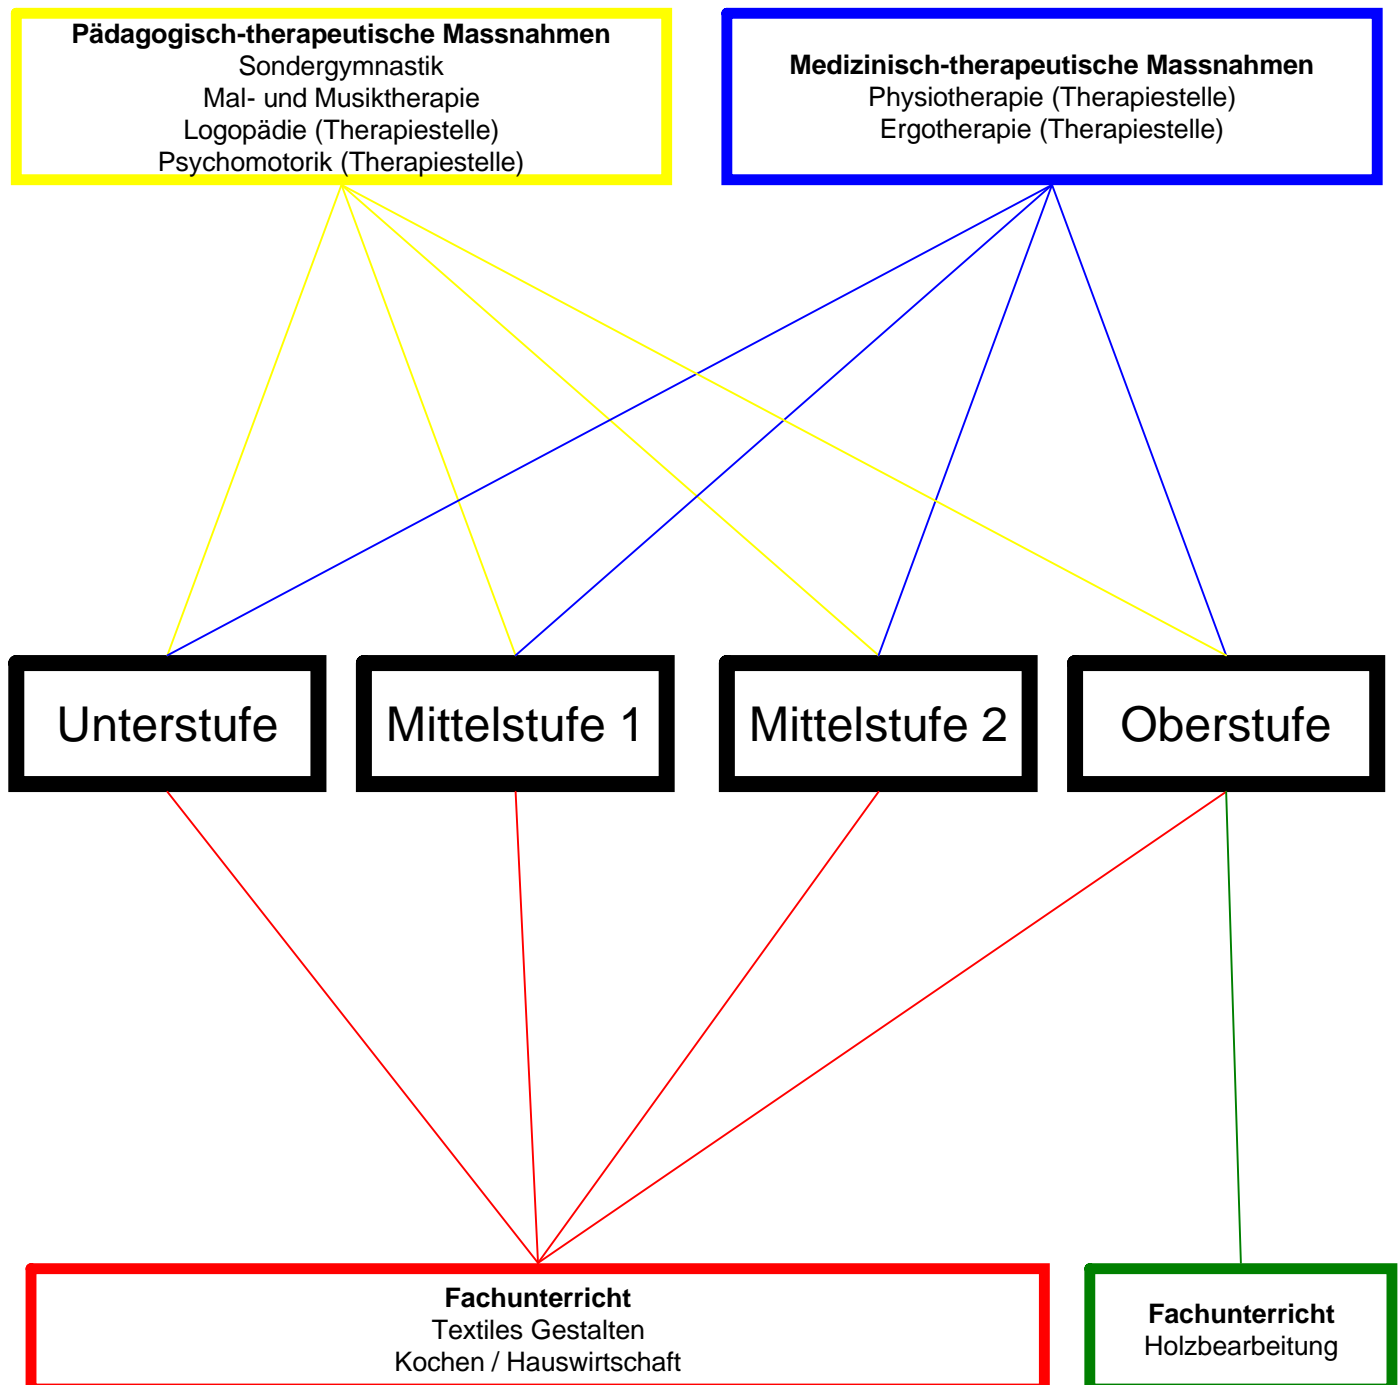 Pädagogisch-therapeutische Massnahmen
Sondergymnastik
Mal- und Musiktherapie
Logopädie (Therapiestelle)
Psychomotorik (Therapiestelle)
Medizinisch-therapeutische Massnahmen
Physiotherapie (Therapiestelle)
Ergotherapie (Therapiestelle)
Unterstufe
Mittelstufe 1
Mittelstufe 2
Oberstufe
Fachunterricht
Textiles Gestalten
Kochen / Hauswirtschaft
Fachunterricht
Holzbearbeitung